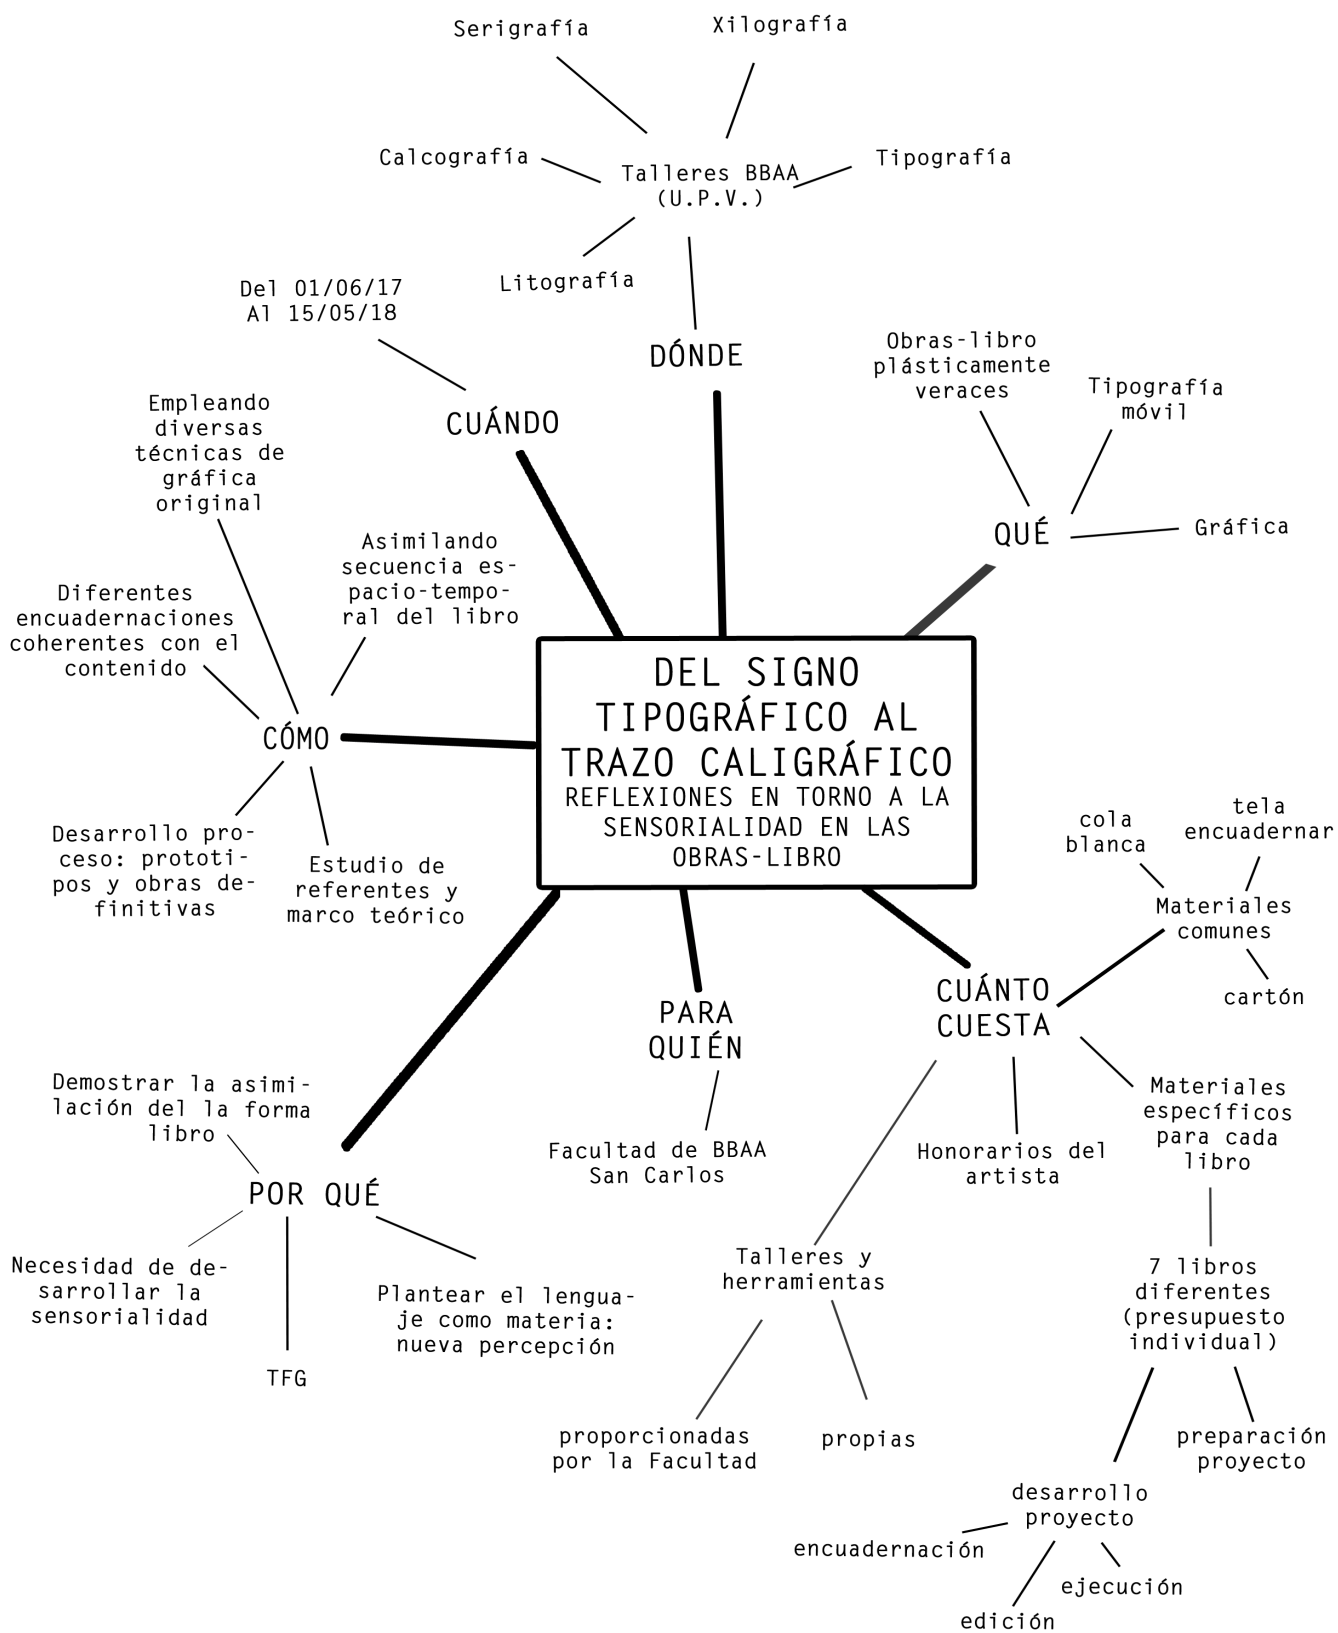 Serigrafía
Xilografía
Calcografía
Talleres BBAA
(U.P.V.)
Tipografía
Litografía
Del 01/06/17
Al 15/05/18
DÓNDE
CUÁNDO
Obras-libro
plásticamente
veraces
Tipografía
móvil
QUÉ
Gráfica
Empleando
diversas
técnicas de
gráfica
original
Asimilando
secuencia es-
pacio-tempo-
ral del libro
Diferentes
encuadernaciones
coherentes con el
contenido
CÓMO
Desarrollo pro-
ceso: prototi-
pos y obras de-
finitivas
Estudio de
referentes y
marco teórico
DEL SIGNO
TIPOGRÁFICO AL
TRAZO CALIGRÁFICO
REFLEXIONES EN TORNO A LA
SENSORIALIDAD EN LAS
OBRAS-LIBRO
cola
blanca
tela
encuadernar
Materiales
comunes
cartón
CUÁNTO
CUESTA
PARA
QUIÉN
Facultad de BBAA
San Carlos
Honorarios del
artista
Materiales
específicos
para cada
libro
Demostrar la asimi-
lación del la forma
libro
POR QUÉ
Necesidad de de-
sarrollar la
sensorialidad
TFG
Plantear el lengua-
je como materia:
nueva percepción
Talleres y
herramientas
proporcionadas
por la Facultad
propias
7 libros
diferentes
(presupuesto
individual)
preparación
proyecto
desarrollo
proyecto
encuadernación
ejecución
edición